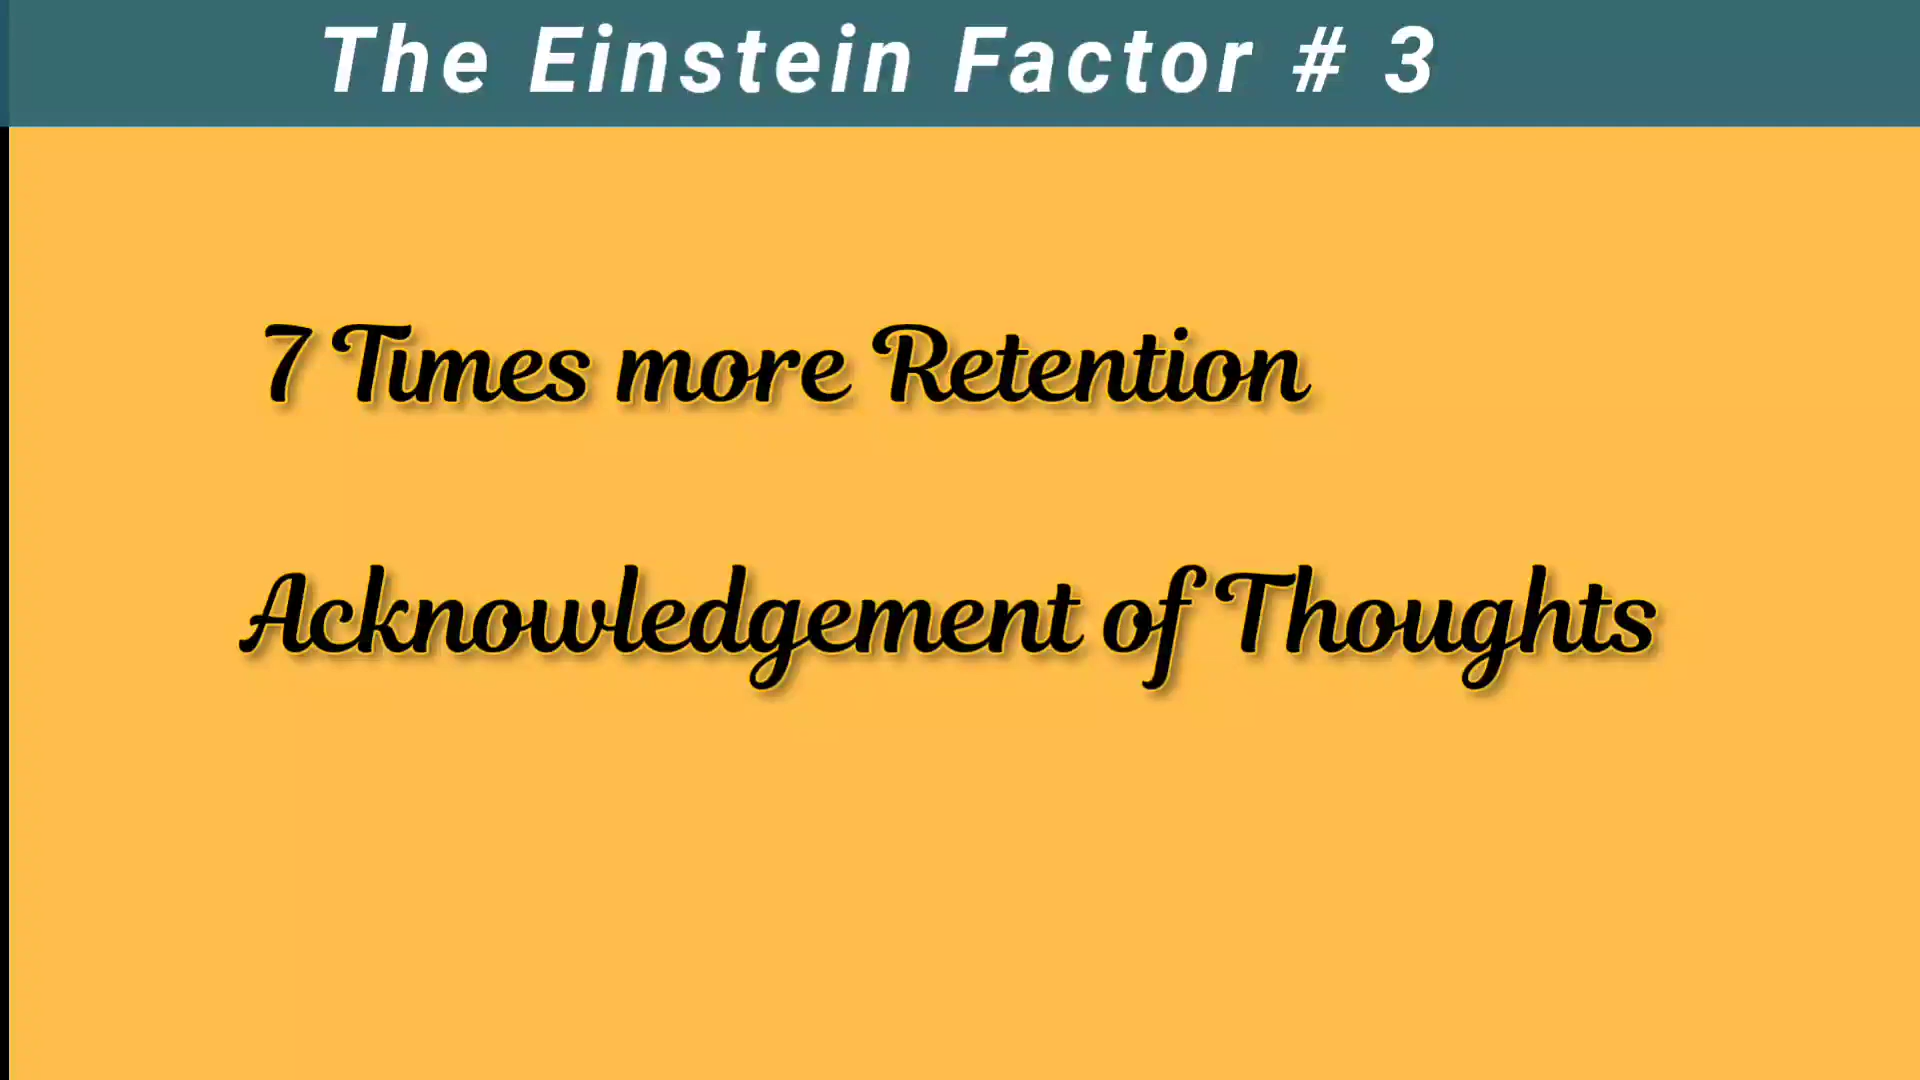 The Einstein Factor # 3
7 Times more Retention
Acknowledgement of Thoughts